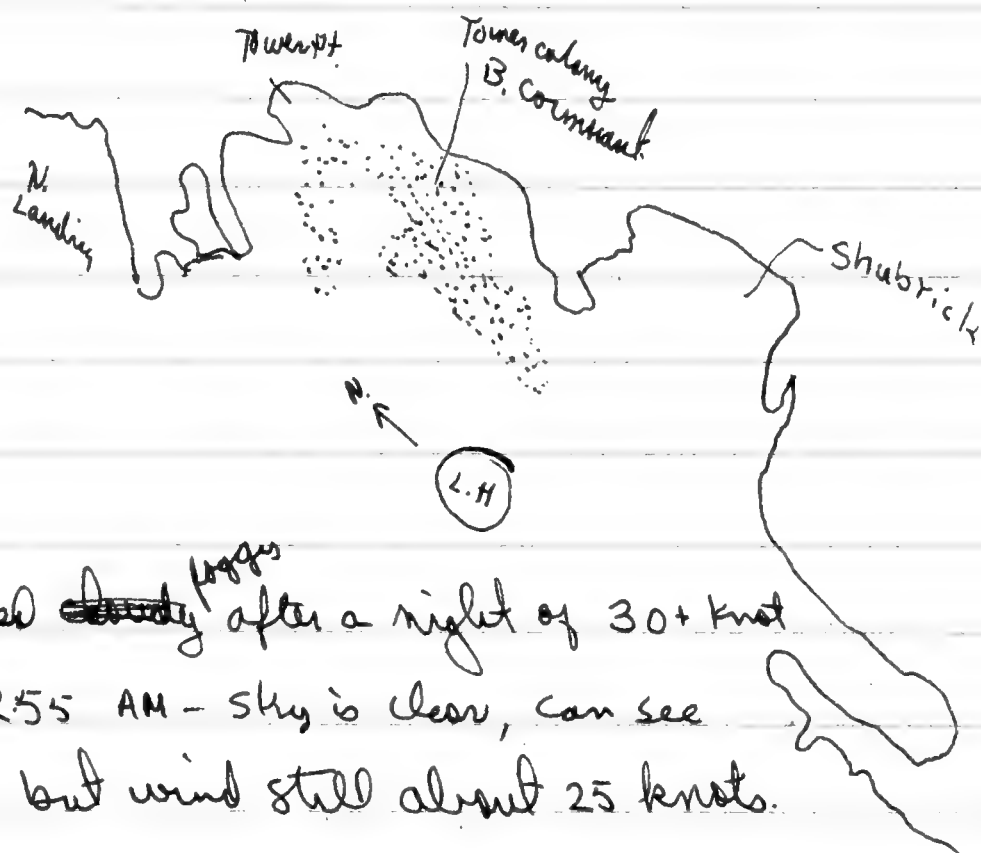 Tower pt.
Tower colony
B. Cormorant
N.
Landing
Shubrick
N.
L.H
after a night of 30+ knot
2:55 AM - sky is clear, can see
but wind still about 25 knots.